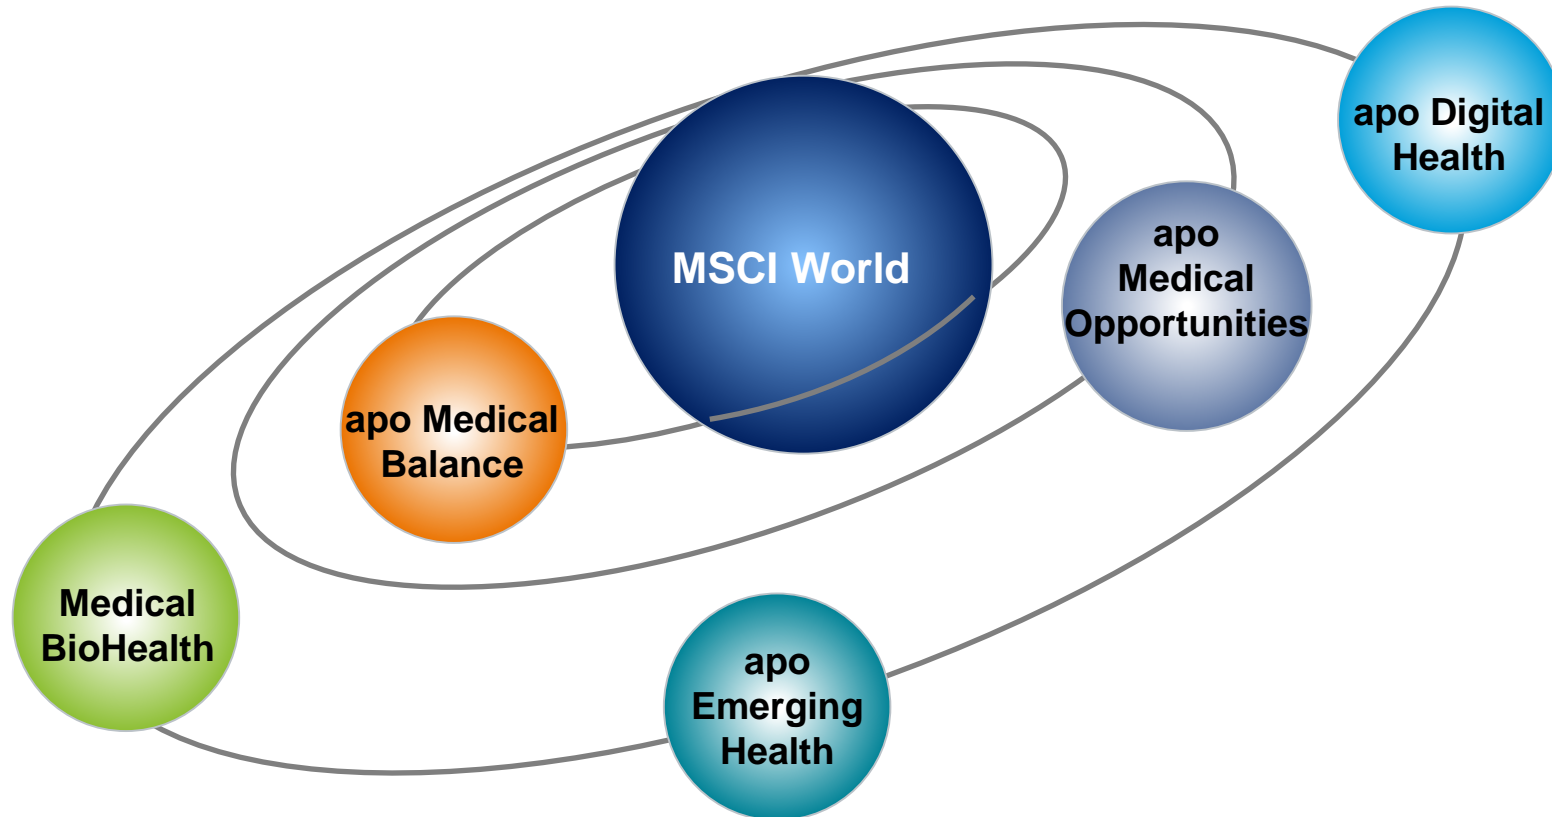 apo Digital
Health
MSCI World
apo
Medical
Opportunities
apo Medical
Balance
Medical
BioHealth
apo
Emerging
Health